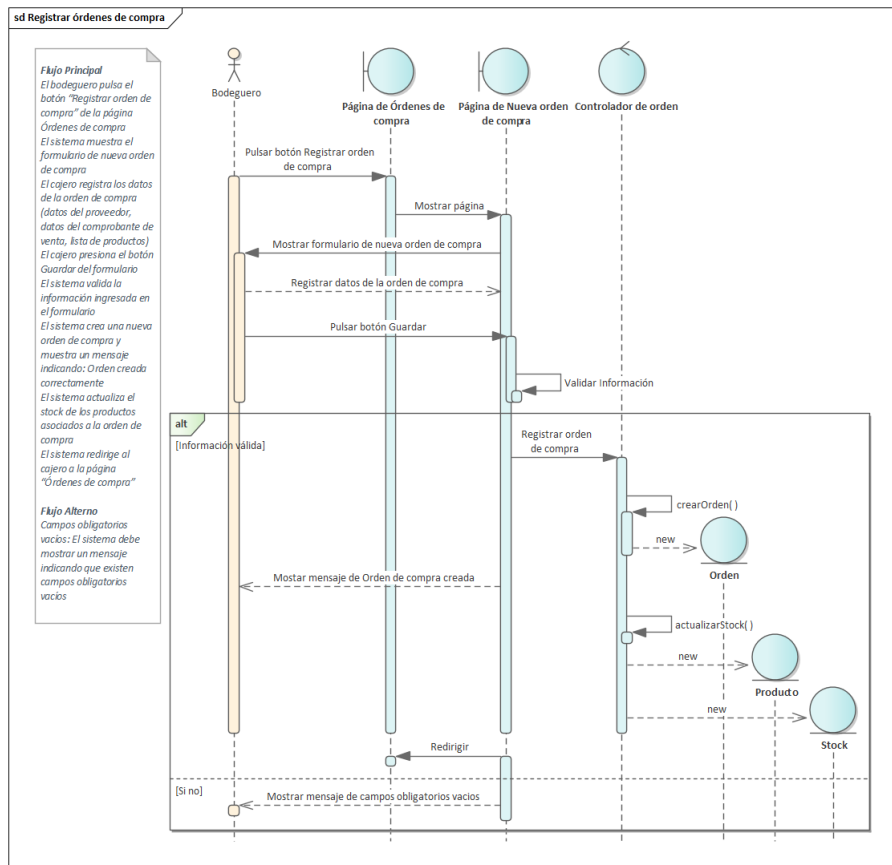 sd Registrar órdenes de compra
Flujo Principal
El bodeguero pulsa el
botón "Registrar orden de
compra" de la página
Órdenes de compra
El sistema muestra el
formulario de nueva orden
de compra
El cajero registra los datos
de la orden de compra
(datos del proveedor,
datos del comprobante de
venta, lista de productos)
El cajero presiona el botón
Guardar del formulario
El sistema valida la
información ingresada en
el formulario
El sistema crea una nueva
orden de compra y
muestra un mensaje
indicando: Orden creada
correctamente
El sistema actualiza el
stock de los productos
asociados a la orden de
compra
El sistema redirige al
cajero a la página
"Órdenes de compra"
Flujo Alterno
Campos obligatorios
vacios: El sistema debe
mostrar un mensaje
indicando que existen
campos obligatorios
vacios
Bodeguero
Página de Órdenes de
compra
Página de Nueva orden
de compra
Controlador de orden
Pulsar botón Registrar orden
de compra
Mostrar página
Mostrar formulario de nueva orden de compra
Registrar datos de la orden de compra
Pulsar botón Guardar
Validar Información
alt
[Información válida]
Registrar orden
de compra
crearOrden( )
new
Orden
Mostar mensaje de Orden de compra creada
actualizarStock( )
new
Producto
new
Stock
Redirigir
[Si no]
Mostrar mensaje de campos obligatorios vacios